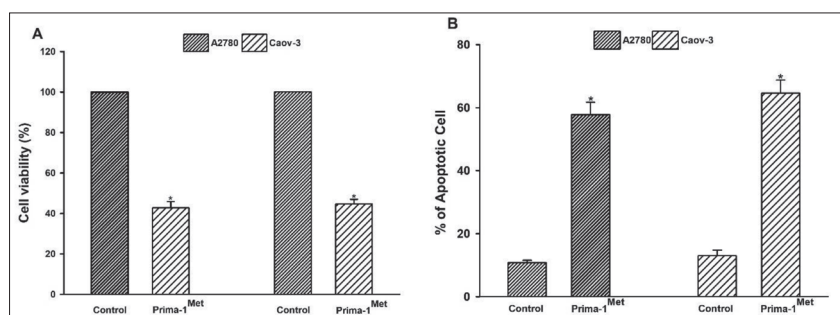 A
A2780 Caov-3
Cell viability (%)
120
100
80
60
40
20
0
*
*
Control Prima-1Met Control Prima-1Met
B
A2780 Caov-3
% of Apoptotic Cell
80
60
40
20
0
*
*
Control Prima-1Met Control Prima-1Met